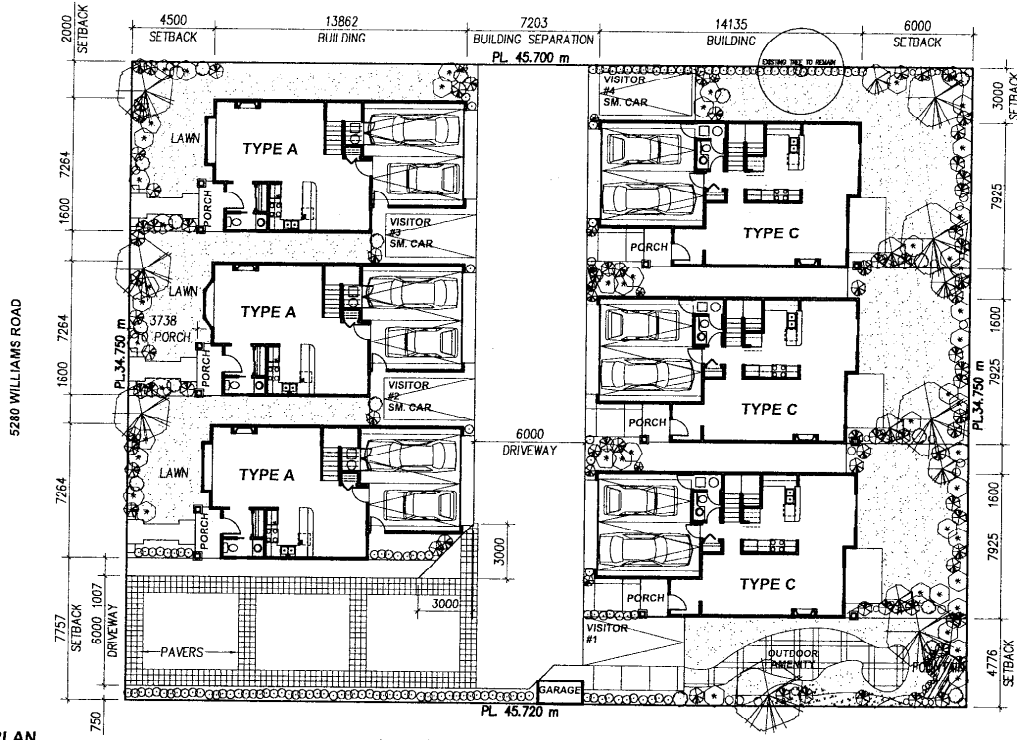 4500
13862
7203
14135
6000
2000
SETBACK
SETBACK
BUILDING
BUILDING SEPARATION
BUILDING
SETBACK
PL. 45.700 m
EXISTING TREE TO REMAIN
VISITOR
#4
SM. CAR
3000
SETBACK
LAWN
TYPE A
7264
PORCH
1600
VISITOR
#3
SM. CAR
TYPE C
PORCH
7925
LAWN
TYPE A
7264
3738
TO PORCH
PL.34.750 m
PORCH
1600
VISITOR
#2
SM. CAR
5280 WILLIAMS ROAD
1600
7925
PL.34.750 m
TYPE C
PORCH
6000
DRIVEWAY
LAWN
TYPE A
7264
PORCH
3000
3000
1600
7925
TYPE C
PORCH
7757
SETBACK
6000
1007
DRIVEWAY
PAVERS
VISITOR
#1
OUTDOOR
AMENITY
4776
SETBACK
GARAGE
PL. 45.720 m
750
PLAN